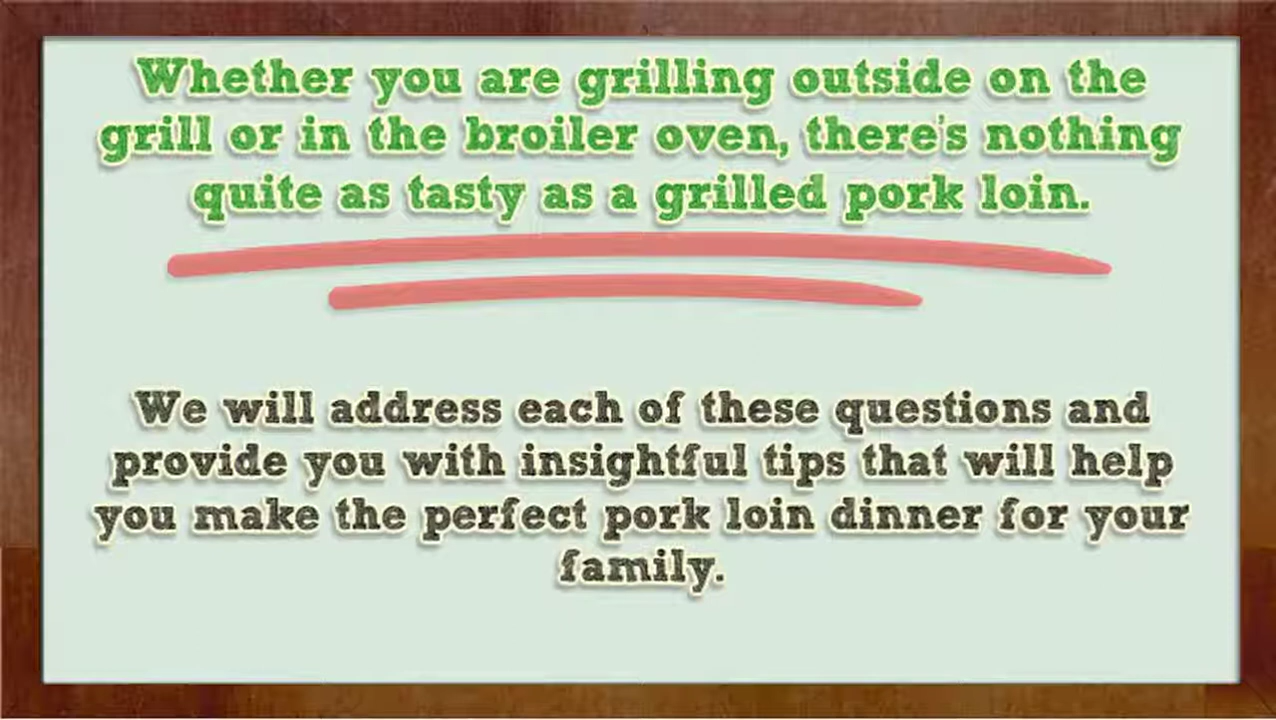 Whether you are grilling outside on the
grill or in the broiler oven, there's nothing
quite as tasty as a grilled pork loin.
We will address each of these questions and
provide you with insightful tips that will help
you make the perfect pork loin dinner for your
family.